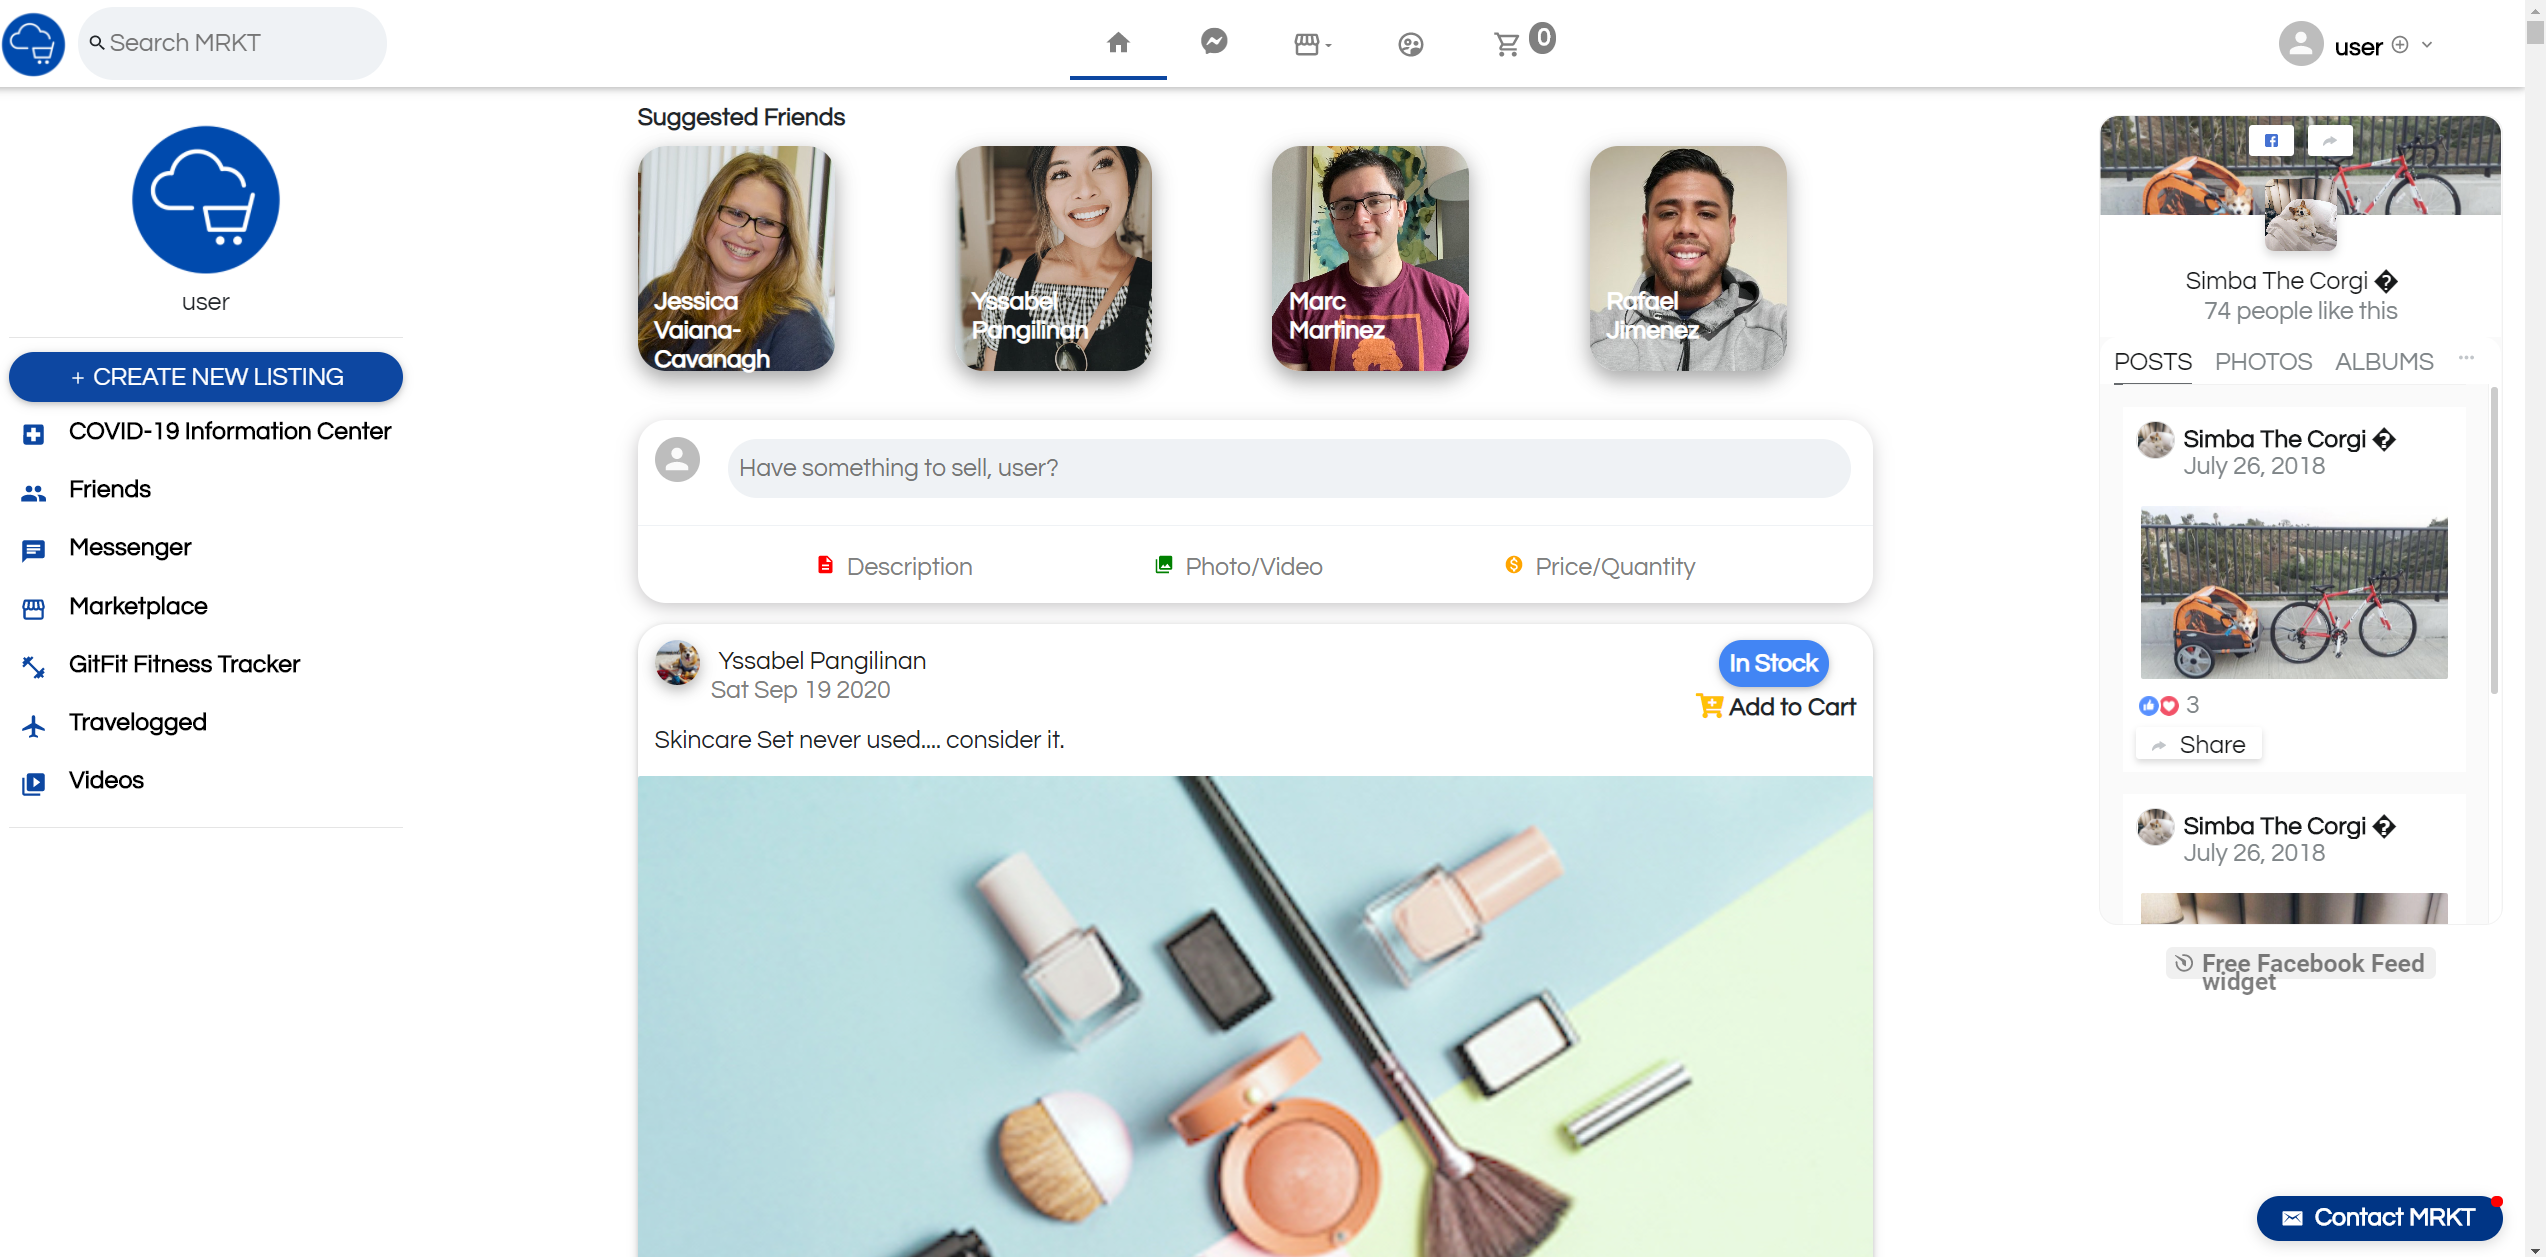 Search MRKT
0
user
user
+ CREATE NEW LISTING
COVID-19 Information Center
Friends
Messenger
Marketplace
GitFit Fitness Tracker
Travelogged
Videos
Suggested Friends
Jessica
Vaiana-
Cavanagh
Yssabel
Pangilinan
Marc
Martinez
Rafael
Jimenez
Have something to sell, user?
Description
Photo/Video
Price/Quantity
Yssabel Pangilinan
Sat Sep 19 2020
In Stock
Add to Cart
Skincare Set never used.... consider it.
Simba The Corgi �
74 people like this
POSTS PHOTOS ALBUMS ...
Simba The Corgi �
July 26, 2018
3
Share
Simba The Corgi �
July 26, 2018
Free Facebook Feed
widget
Contact MRKT